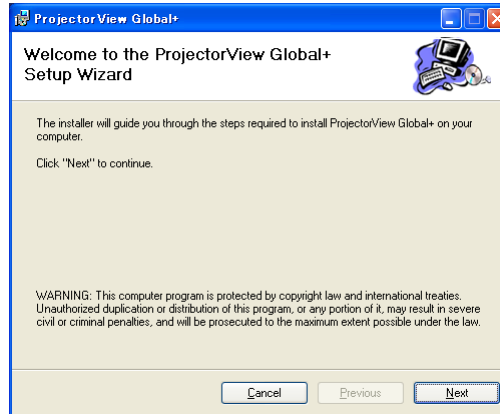 ProjectorView Global+
Welcome to the ProjectorView Global+
Setup Wizard
The installer will guide you through the steps required to install ProjectorView Global+ on your
computer.
Click "Next" to continue.
WARNING: This computer program is protected by copyright law and international treaties.
Unauthorized duplication or distribution of this program, or any portion of it, may result in severe
civil or criminal penalties, and will be prosecuted to the maximum extent possible under the law.
Cancel Previous Next